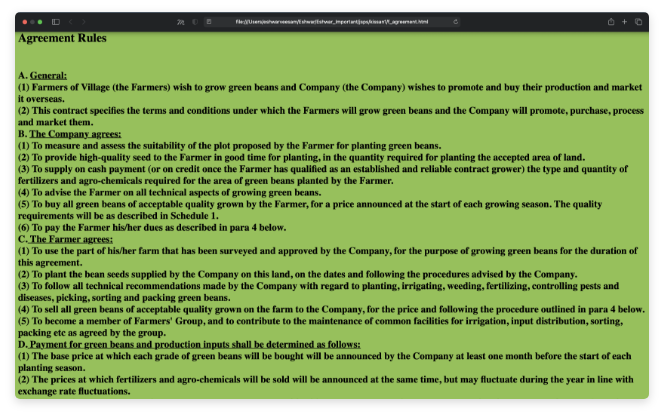 file:///Users/eshwarveesam/Eshwar/Eshwar_Important/jsps/kissan1/f_agreement.html
Agreement Rules
A. General:
(1) Farmers of Village (the Farmers) wish to grow green beans and Company (the Company) wishes to promote and buy their production and market
it overseas.
(2) This contract specifies the terms and conditions under which the Farmers will grow green beans and the Company will promote, purchase, process
and market them.
B. The Company agrees:
(1) To measure and assess the suitability of the plot proposed by the Farmer for planting green beans.
(2) To provide high-quality seed to the Farmer in good time for planting, in the quantity required for planting the accepted area of land.
(3) To supply on cash payment (or on credit once the Farmer has qualified as an established and reliable contract grower) the type and quantity of
fertilizers and agro-chemicals required for the area of green beans planted by the Farmer.
(4) To advise the Farmer on all technical aspects of growing green beans.
(5) To buy all green beans of acceptable quality grown by the Farmer, for a price announced at the start of each growing season. The quality
requirements will be as described in Schedule 1.
(6) To pay the Farmer his/her dues as described in para 4 below.
C. The Farmer agrees:
(1) To use the part of his/her farm that has been surveyed and approved by the Company, for the purpose of growing green beans for the duration of
this agreement.
(2) To plant the bean seeds supplied by the Company on this land, on the dates and following the procedures advised by the Company.
(3) To follow all technical recommendations made by the Company with regard to planting, irrigating, weeding, fertilizing, controlling pests and
diseases, picking, sorting and packing green beans.
(4) To sell all green beans of acceptable quality grown on the farm to the Company, for the price and following the procedure outlined in para 4 below.
(5) To become a member of Farmers' Group, and to contribute to the maintenance of common facilities for irrigation, input distribution, sorting,
packing etc as agreed by the group.
D. Payment for green beans and production inputs shall be determined as follows:
(1) The base price at which each grade of green beans will be bought will be announced by the Company at least one month before the start of each
planting season.
(2) The prices at which fertilizers and agro-chemicals will be sold will be announced at the same time, but may fluctuate during the year in line with
exchange rate fluctuations.